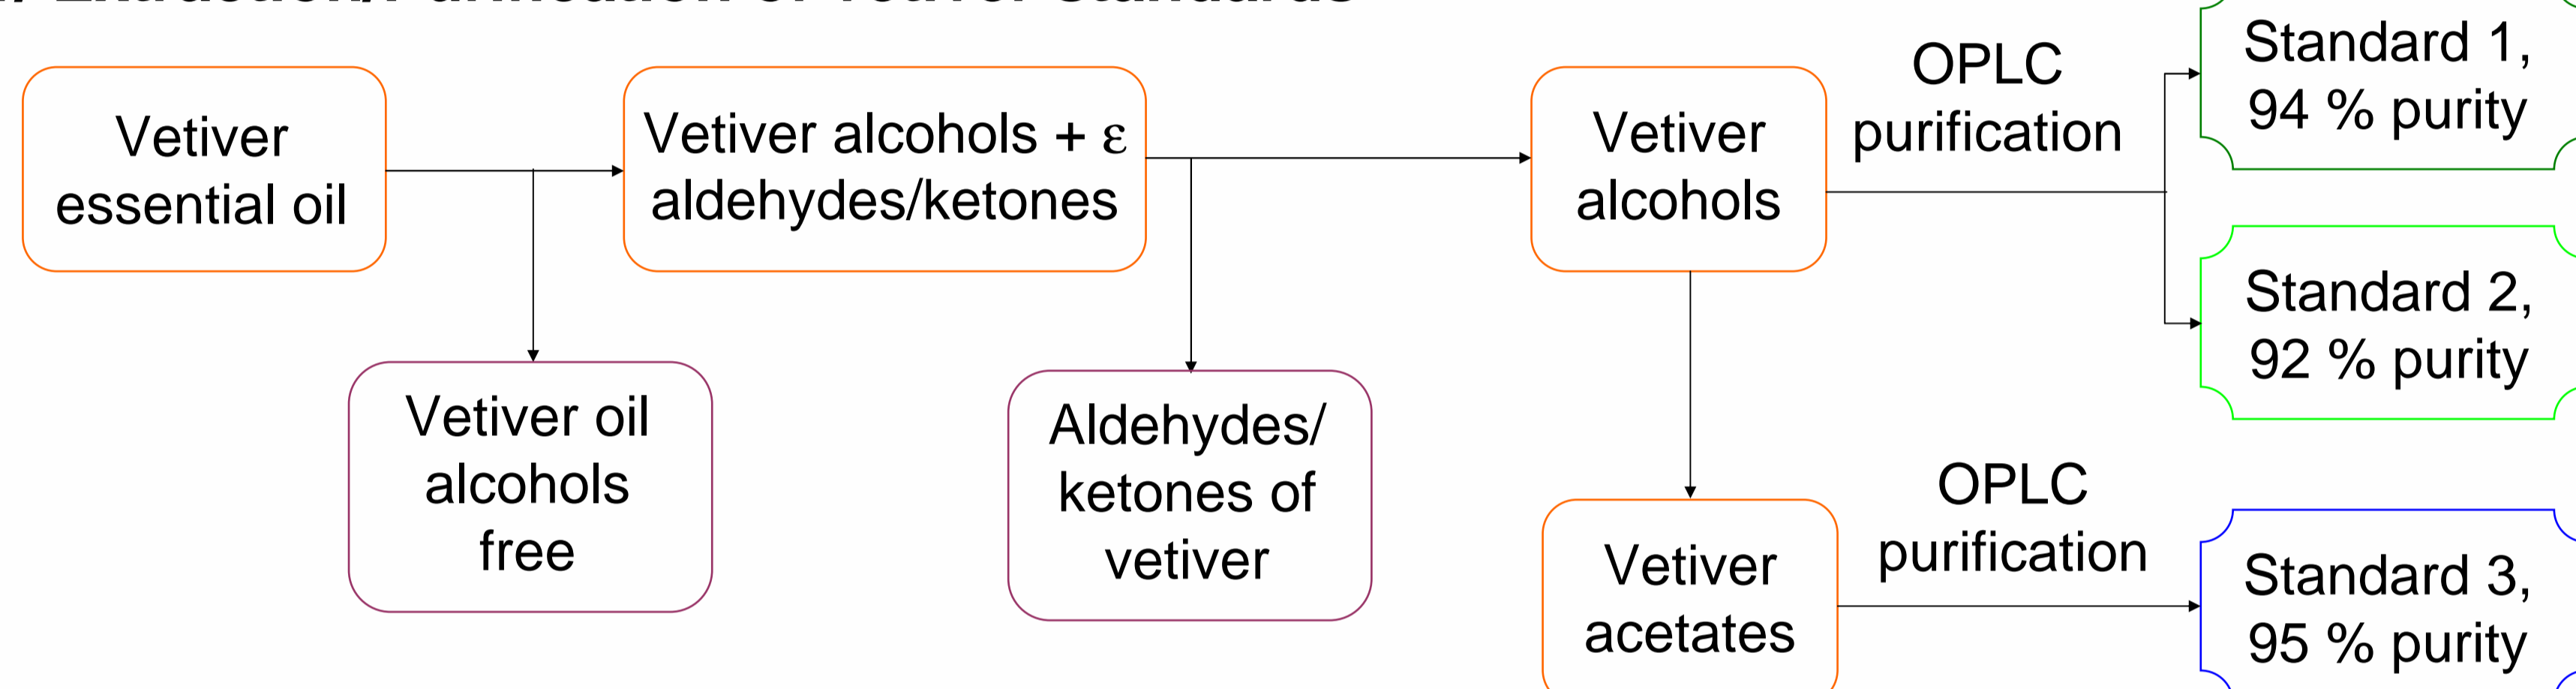 Vetiver
essential oil
Vetiver alcohols + ε
aldehydes/ketones
Vetiver
alcohols
OPLC
purification
Standard 1,
94 % purity
Standard 2,
92 % purity
Vetiver oil
alcohols
free
Aldehydes/
ketones of
vetiver
Vetiver
acetates
OPLC
purification
Standard 3,
95 % purity